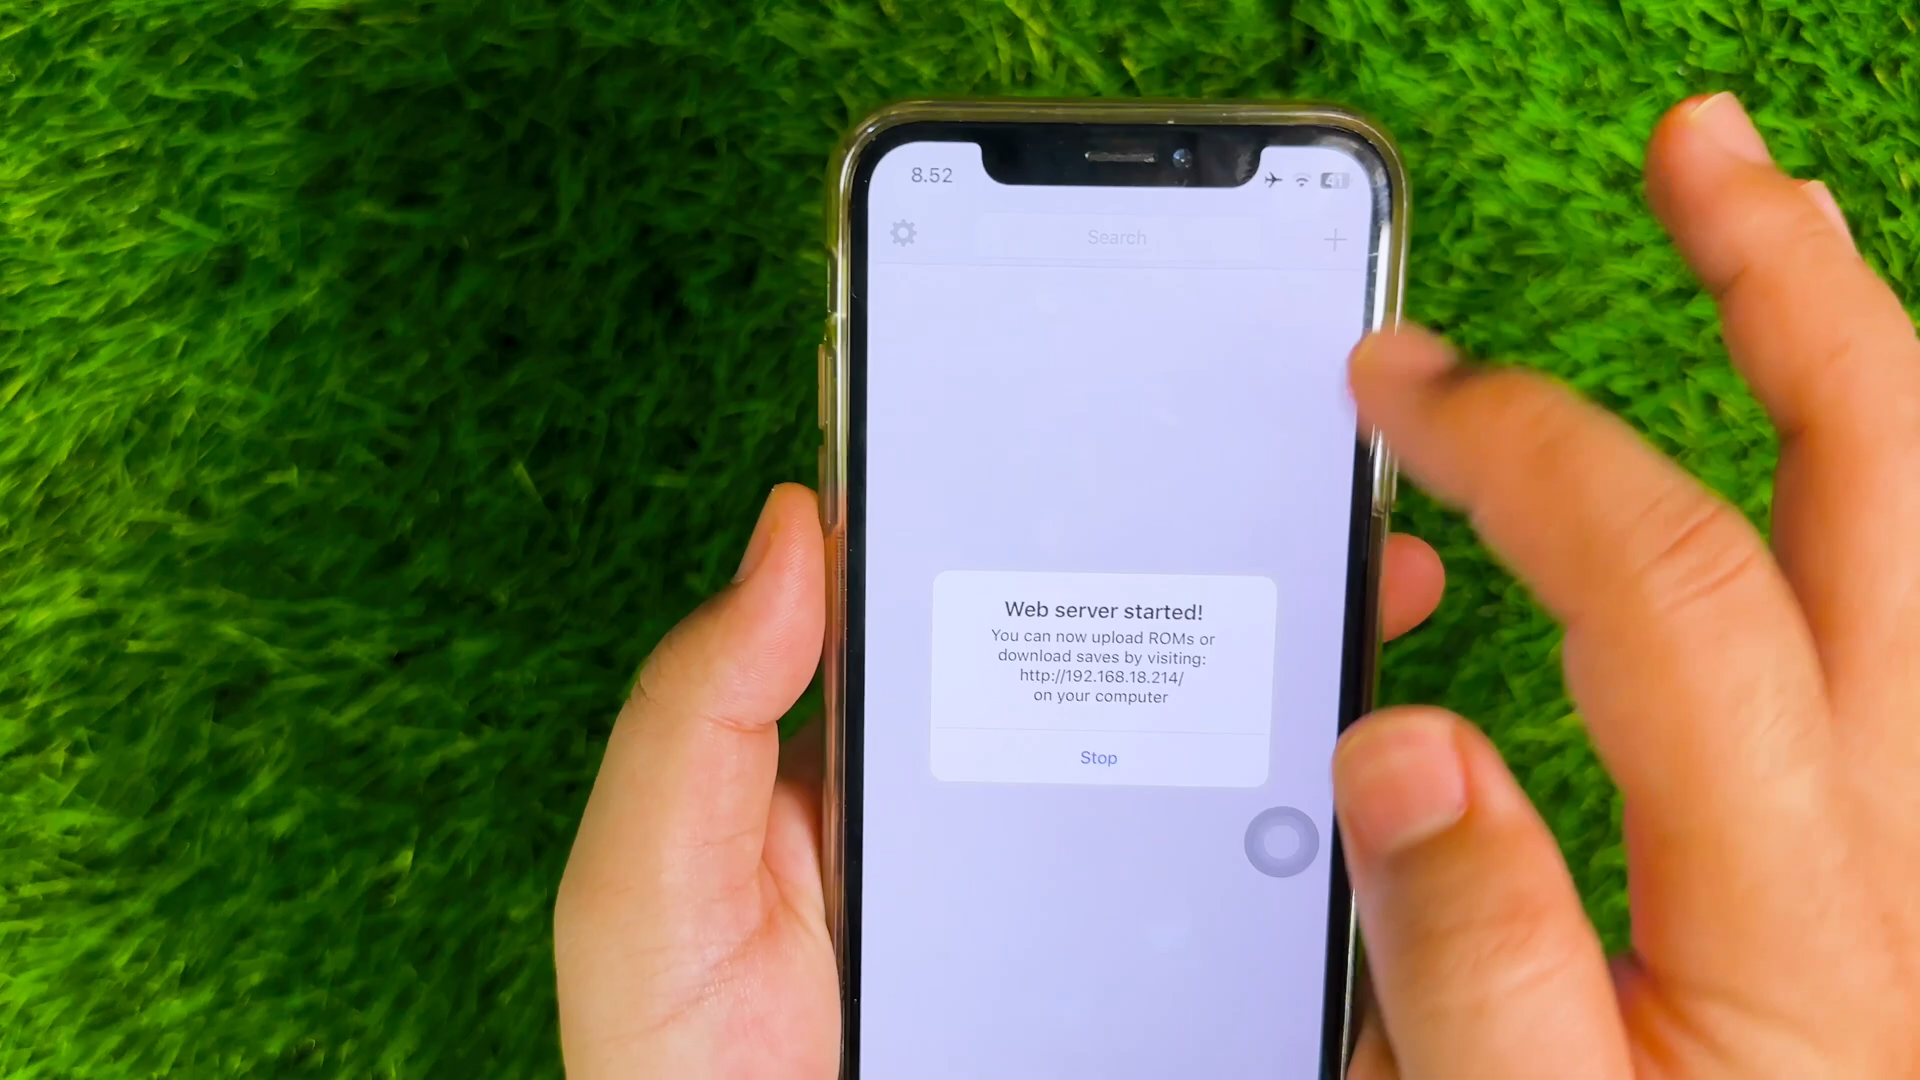 8.52
41
Search
Web server started!
You can now upload ROMs or
download saves by visiting:
http://192.168.18.214/
on your computer
Stop